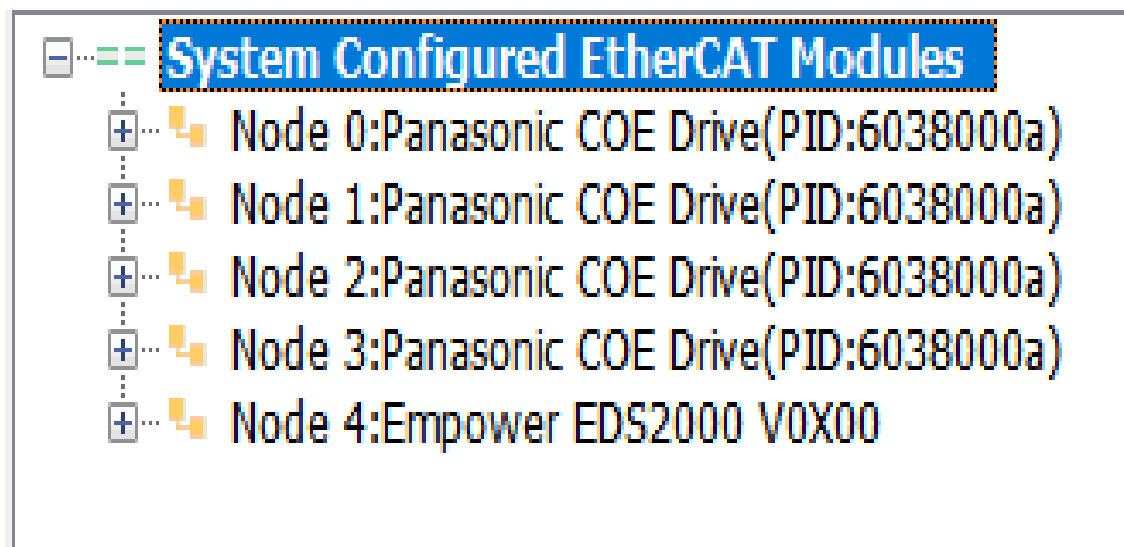 System Configured EtherCAT Modules
Node 0:Panasonic COE Drive(PID:6038000a)
Node 1:Panasonic COE Drive(PID:6038000a)
Node 2:Panasonic COE Drive(PID:6038000a)
Node 3:Panasonic COE Drive(PID:6038000a)
Node 4:Empower EDS2000 V0X00